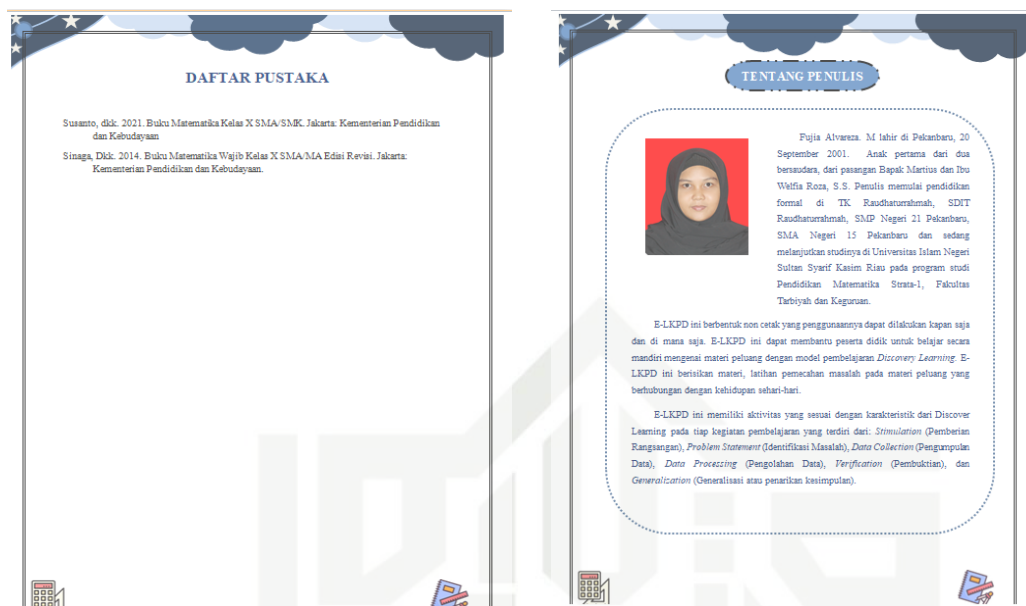 DAFTAR PUSTAKA
Susanto, dkk. 2021. Buku Matematika Kelas X SMA/SMK. Jakarta: Kementerian Pendidikan
dan Kebudayaan
Sinaga, Dkk. 2014. Buku Matematika Wajib Kelas X SMA/MA Edisi Revisi. Jakarta:
Kementerian Pendidikan dan Kebudayaan.
TENTANG PENULIS
Fujia Alvareza. M lahir di Pekanbaru, 20
September 2001. Anak pertama dari dua
bersaudara, dari pasangan Bapak Martius dan Ibu
Welfia Roza, S.S. Penulis memulai pendidikan
formal di TK Raudhaturrahmah, SDIT
Raudhaturrahmah, SMP Negeri 21 Pekanbaru,
SMA Negeri 15 Pekanbaru dan sedang
melanjutkan studinya di Universitas Islam Negeri
Sultan Syarif Kasim Riau pada program studi
Pendidikan Matematika Strata-1, Fakultas
Tarbiyah dan Keguruan.
E-LKPD ini berbentuk non cetak yang penggunaannya dapat dilakukan kapan saja
dan di mana saja. E-LKPD ini dapat membantu peserta didik untuk belajar secara
mandiri mengenai materi peluang dengan model pembelajaran Discovery Learning. E-
LKPD ini berisikan materi, latihan pemecahan masalah pada materi peluang yang
berhubungan dengan kehidupan sehari-hari.
E-LKPD ini memiliki aktivitas yang sesuai dengan karakteristik dari Discover
Learning pada tiap kegiatan pembelajaran yang terdiri dari: Stimulation (Pemberian
Rangsangan), Problem Statement (Identifikasi Masalah), Data Collection (Pengumpulan
Data), Data Processing (Pengolahan Data), Verification (Pembuktian), dan
Generalization (Generalisasi atau penarikan kesimpulan).